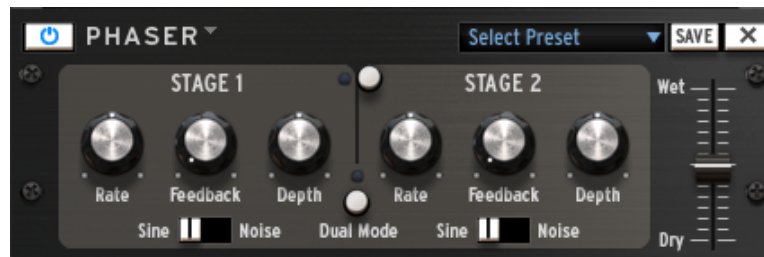 PHASER
Select Preset
SAVE
STAGE 1
STAGE 2
Wet
Rate Feedback Depth
Rate Feedback Depth
Sine Noise
Dual Mode
Sine Noise
Dry